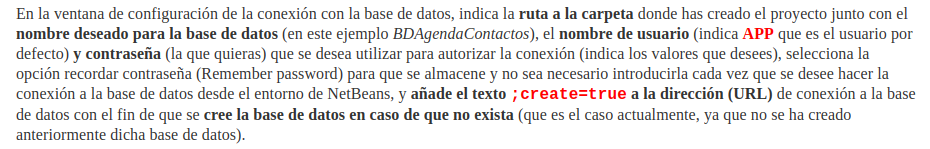 En la ventana de configuración de la conexión con la base de datos, indica la ruta a la carpeta donde has creado el proyecto junto con el
nombre deseado para la base de datos (en este ejemplo BDAgendaContactos), el nombre de usuario (indica APP que es el usuario por
defecto) y contraseña (la que quieras) que se desea utilizar para autorizar la conexión (indica los valores que desees), selecciona la
opción recordar contraseña (Remember password) para que se almacene y no sea necesario introducirla cada vez que se desee hacer la
conexión a la base de datos desde el entorno de NetBeans, y añade el texto ;create=true a la dirección (URL) de conexión a la base
de datos con el fin de que se cree la base de datos en caso de que no exista (que es el caso actualmente, ya que no se ha creado
anteriormente dicha base de datos).